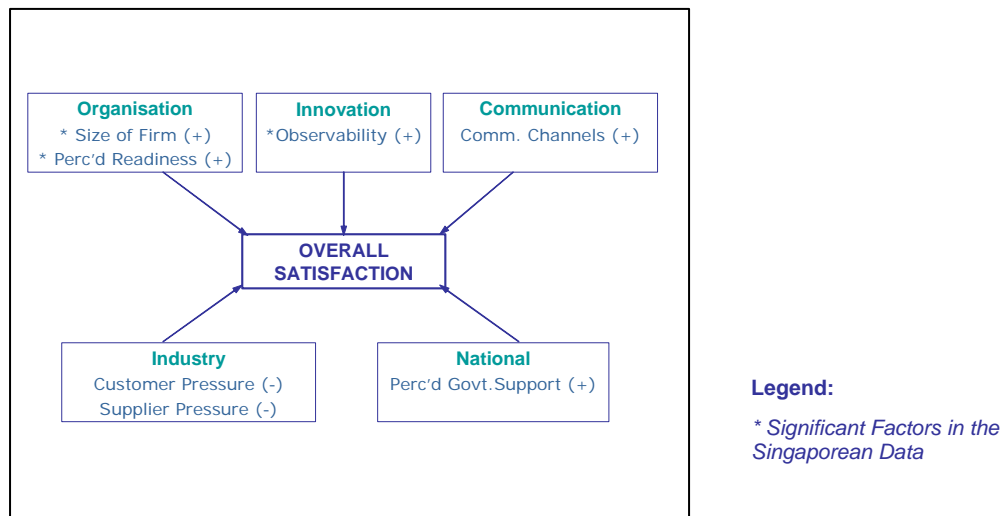 Organisation
* Size of Firm (+)
* Perc'd Readiness (+)
Innovation
*Observability (+)
Communication
Comm. Channels (+)
OVERALL
SATISFACTION
Industry
Customer Pressure (-)
Supplier Pressure (-)
National
Perc'd Govt.Support (+)
Legend:
* Significant Factors in the
Singaporean Data